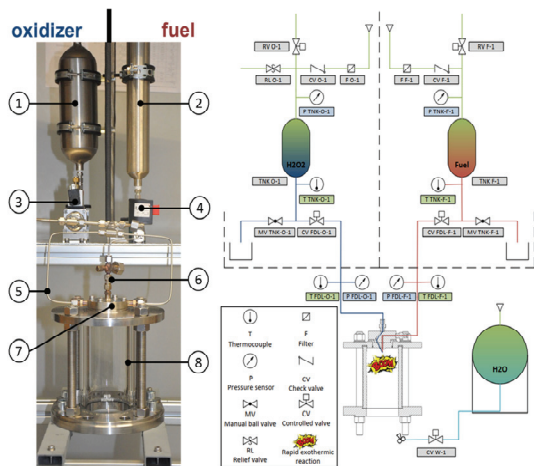 oxidizer
fuel
1
2
3
4
5
6
7
8
RV O-1
RV F-1
RL O-1
CV O-1
F O-1
F F-1
CV F-1
P TNK-O-1
P TNK-F-1
H2O2
Fuel
TNK O-1
TNK F-1
T TNK-O-1
T TNK-F-1
MV TNK-O-1
CV FDL-O-1
CV FDL-F-1
MV TNK-F-1
T FDL-O-1
P FDL-O-1
P FDL-F-1
T FDL-F-1
T
Thermocouple
F
Filter
P
Pressure sensor
CV
Check valve
MV
Manual ball valve
CV
Controlled valve
RL
Relief valve
Rapid exothermic
reaction
H2O
CV W-1